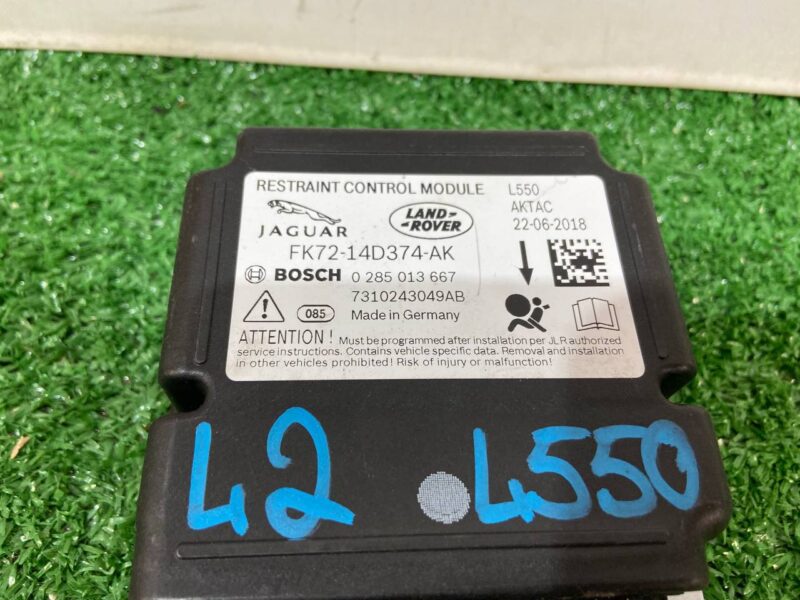 RESTRAINT CONTROL MODULE L550
AKTAC
JAGUAR LAND ROVER 22-06-2018
FK72-14D374-AK
BOSCH 0 285 013 667
7310243049AB
085 Made in Germany
ATTENTION! Must be programmed after installation per JLR authorized
service instructions. Contains vehicle specific data. Removal and installation
in other vehicles prohibited! Risk of injury or malfunction!
L2 L550